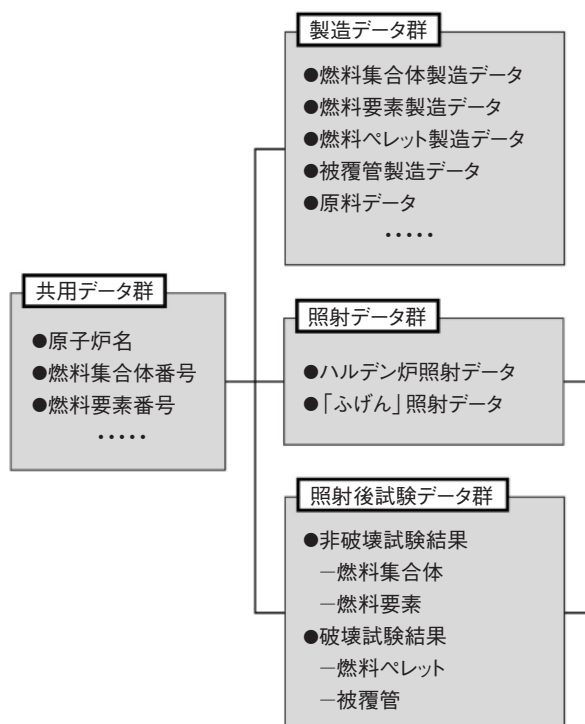 製造データ群
●燃料集合体製造データ
●燃料要素製造データ
●燃料ペレット製造データ
●被覆管製造データ
●原料データ
・・・・・
共用データ群
●原子炉名
●燃料集合体番号
●燃料要素番号
・・・・・
照射データ群
●ハルデン炉照射データ
●「ふげん」照射データ
照射後試験データ群
●非破壊試験結果
－燃料集合体
－燃料要素
●破壊試験結果
－燃料ペレット
－被覆管